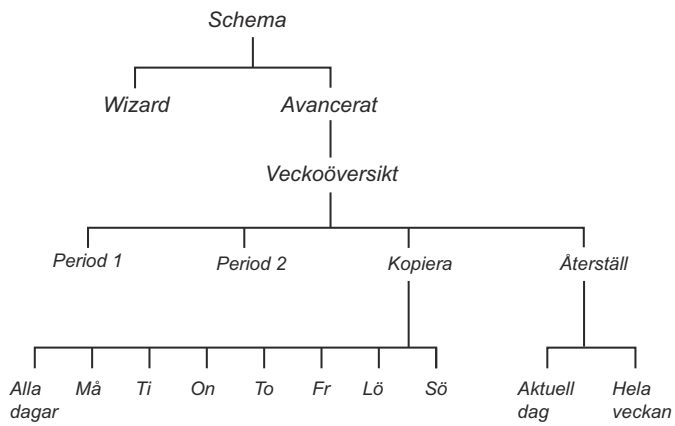 Schema
Wizard Avancerat
Veckoöversikt
Period 1 Period 2 Kopiera Återställ
Alla Må Ti On To Fr Lö Sö Aktuell Hela
dagar dag veckan